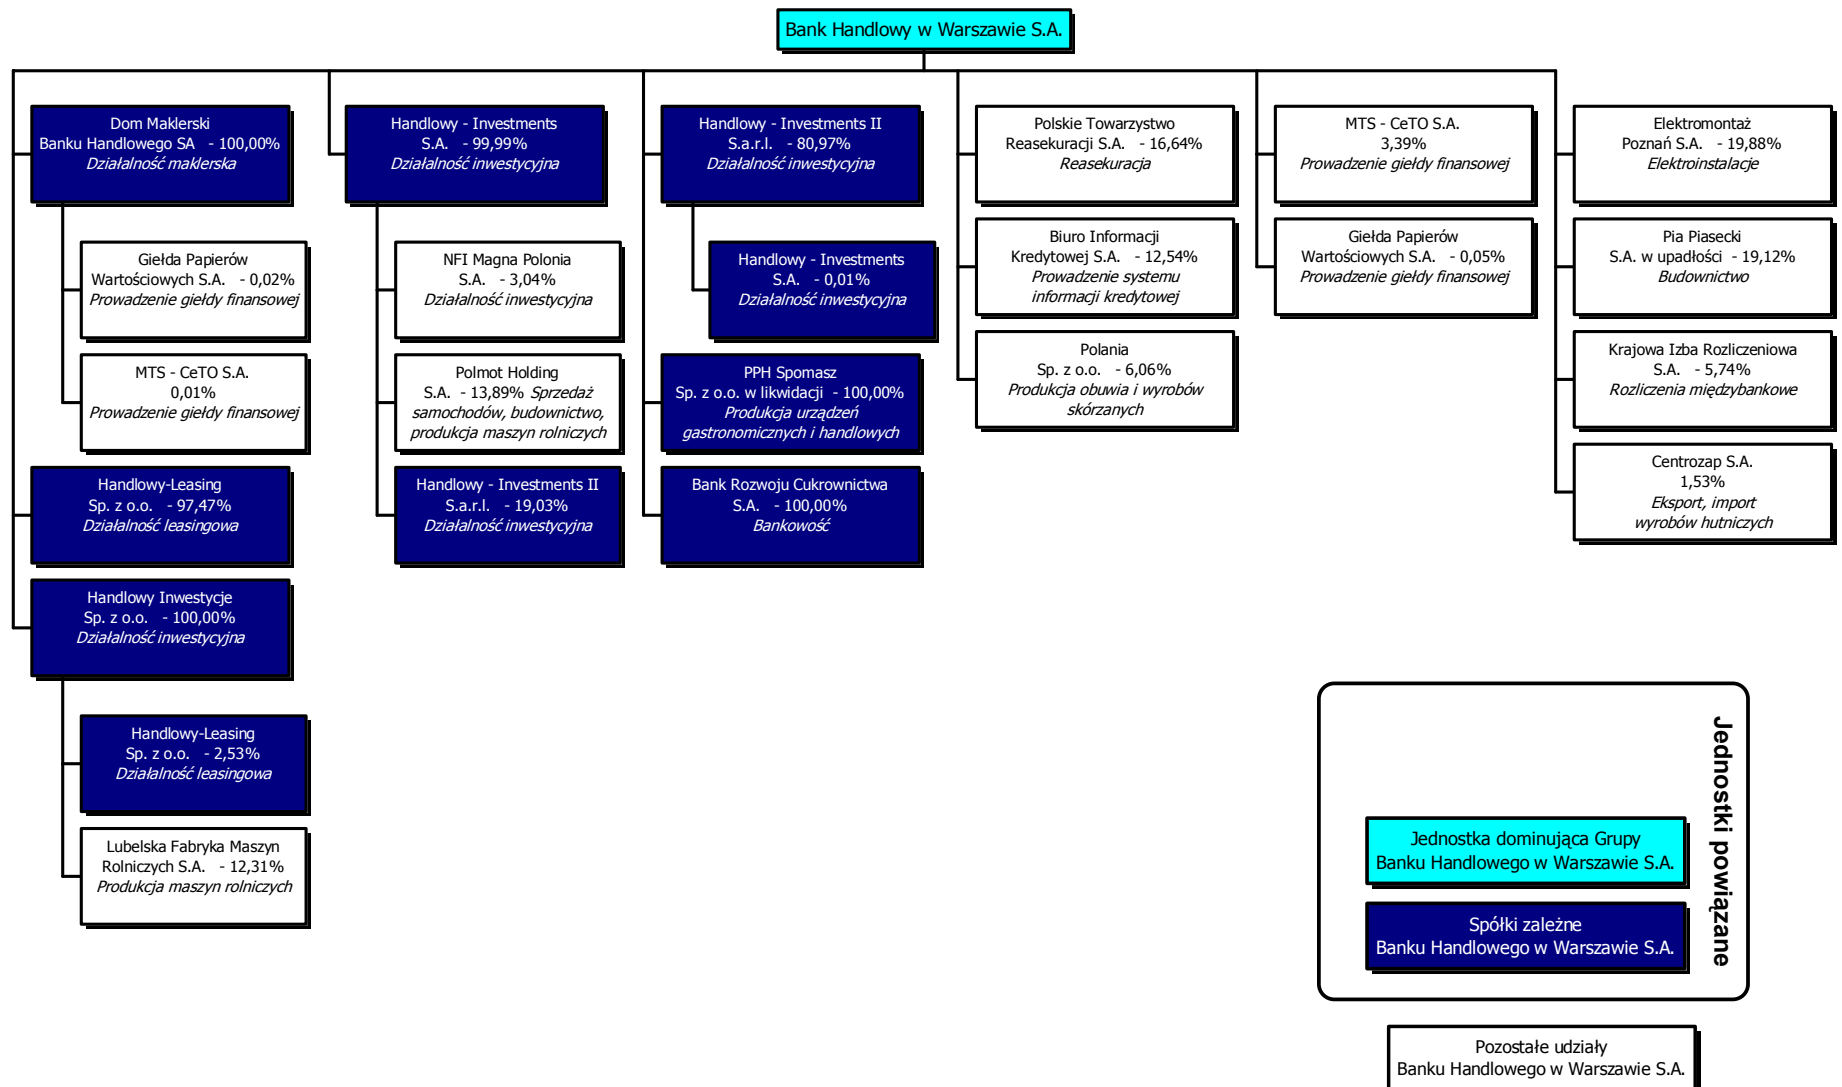 Bank Handlowy w Warszawie S.A.
Dom Maklerski
Banku Handlowego SA - 100,00%
Działalność maklerska
Giełda Papierów
Wartościowych S.A. - 0,02%
Prowadzenie giełdy finansowej
MTS - CeTO S.A.
0,01%
Prowadzenie giełdy finansowej
Handlowy-Leasing
Sp. z o.o. - 97,47%
Działalność leasingowa
Handlowy Inwestycje
Sp. z o.o. - 100,00%
Działalność inwestycyjna
Handlowy-Leasing
Sp. z o.o. - 2,53%
Działalność leasingowa
Lubelska Fabryka Maszyn
Rolniczych S.A. - 12,31%
Produkcja maszyn rolniczych
Handlowy - Investments
S.A. - 99,99%
Działalność inwestycyjna
NFI Magna Polonia
S.A. - 3,04%
Działalność inwestycyjna
Polmot Holding
S.A. - 13,89% Sprzedaż
samochodów, budownictwo,
produkcja maszyn rolniczych
Handlowy - Investments II
S.a.r.l. - 19,03%
Działalność inwestycyjna
Handlowy - Investments II
S.a.r.l. - 80,97%
Działalność inwestycyjna
Handlowy - Investments
S.A. - 0,01%
Działalność inwestycyjna
PPH Spomasz
Sp. z o.o. w likwidacji - 100,00%
Produkcja urządzeń
gastronomicznych i handlowych
Bank Rozwoju Cukrownictwa
S.A. - 100,00%
Bankowość
Polskie Towarzystwo
Reasekuracji S.A. - 16,64%
Reasekuracja
Biuro Informacji
Kredytowej S.A. - 12,54%
Prowadzenie systemu
informacji kredytowej
Polania
Sp. z o.o. - 6,06%
Produkcja obuwia i wyrobów
skórzanych
MTS - CeTO S.A.
3,39%
Prowadzenie giełdy finansowej
Giełda Papierów
Wartościowych S.A. - 0,05%
Prowadzenie giełdy finansowej
Elektromontaż
Poznań S.A. - 19,88%
Elektroinstalacje
Pia Piasecki
S.A. w upadłości - 19,12%
Budownictwo
Krajowa Izba Rozliczeniowa
S.A. - 5,74%
Rozliczenia międzybankowe
Centrozap S.A.
1,53%
Eksport, import
wyrobów hutniczych
Jednostki powiązane
Jednostka dominująca Grupy
Banku Handlowego w Warszawie S.A.
Spółki zależne
Banku Handlowego w Warszawie S.A.
Pozostałe udziały
Banku Handlowego w Warszawie S.A.